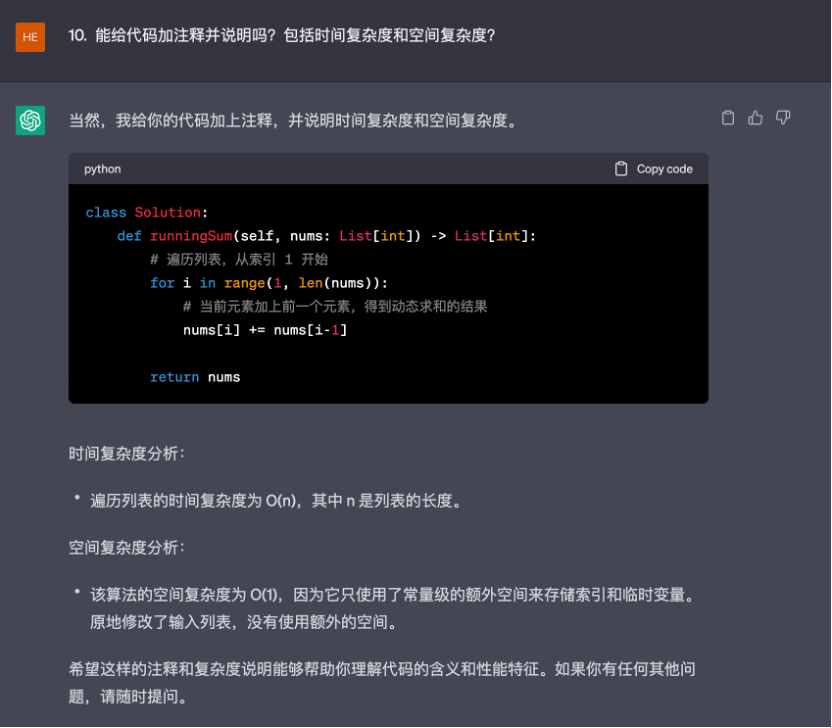 HE
10. 能给代码加注释并说明吗？包括时间复杂度和空间复杂度？
当然，我给你的代码加上注释，并说明时间复杂度和空间复杂度。
python
Copy code
class Solution:
    def runningSum(self, nums: List[int]) -> List[int]:
        # 遍历列表，从索引 1 开始
        for i in range(1, len(nums)):
            # 当前元素加上前一个元素，得到动态求和的结果
            nums[i] += nums[i-1]
        return nums
时间复杂度分析：
• 遍历列表的时间复杂度为 O(n)，其中 n 是列表的长度。
空间复杂度分析：
• 该算法的空间复杂度为 O(1)，因为它只使用了常量级的额外空间来存储索引和临时变量。
原地修改了输入列表，没有使用额外的空间。
希望这样的注释和复杂度说明能够帮助你理解代码的含义和性能特征。如果你有任何其他问
题，请随时提问。